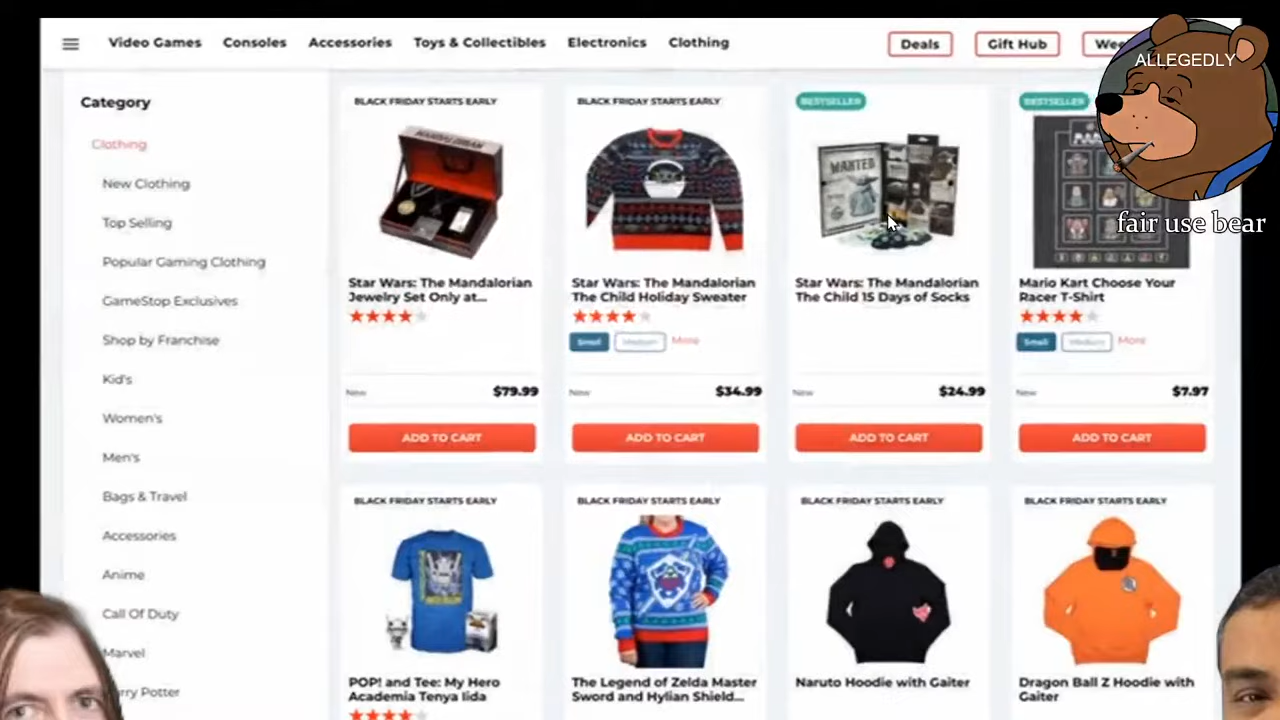 Video Games Consoles Accessories Toys & Collectibles Electronics Clothing Deals Gift Hub
ALLEGEDLY
fair use bear
Category
Clothing
New Clothing
Top Selling
Popular Gaming Clothing
GameStop Exclusives
Shop by Franchise
Kid's
Women's
Men's
Bags & Travel
Accessories
Anime
Call Of Duty
Marvel
rry Potter
BLACK FRIDAY STARTS EARLY
Star Wars: The Mandalorian
Jewelry Set Only at...
New $79.99
ADD TO CART
BLACK FRIDAY STARTS EARLY
Star Wars: The Mandalorian
The Child Holiday Sweater
Small Medium More
New $34.99
ADD TO CART
BESTSELLER
WANTED
Star Wars: The Mandalorian
The Child 15 Days of Socks
New $24.99
ADD TO CART
BESTSELLER
Mario Kart Choose Your
Racer T-Shirt
Small Medium More
New $7.97
ADD TO CART
BLACK FRIDAY STARTS EARLY
POP! and Tee: My Hero
Academia Tenya Iida
BLACK FRIDAY STARTS EARLY
The Legend of Zelda Master
Sword and Hylian Shield...
BLACK FRIDAY STARTS EARLY
Naruto Hoodie with Gaiter
BLACK FRIDAY STARTS EARLY
Dragon Ball Z Hoodie with
Gaiter